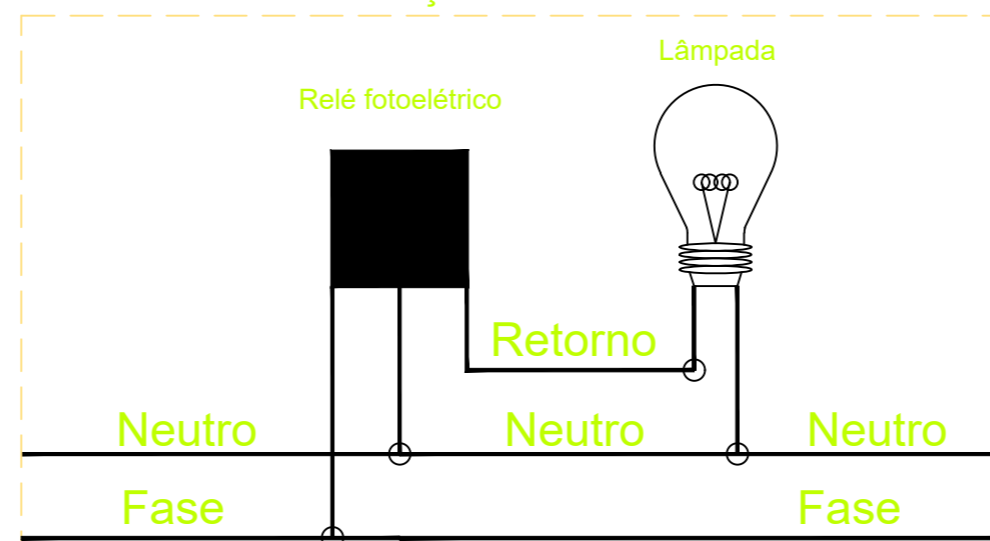 Lâmpada
Relé fotoelétrico
Retorno
Neutro Neutro Neutro
Fase Fase